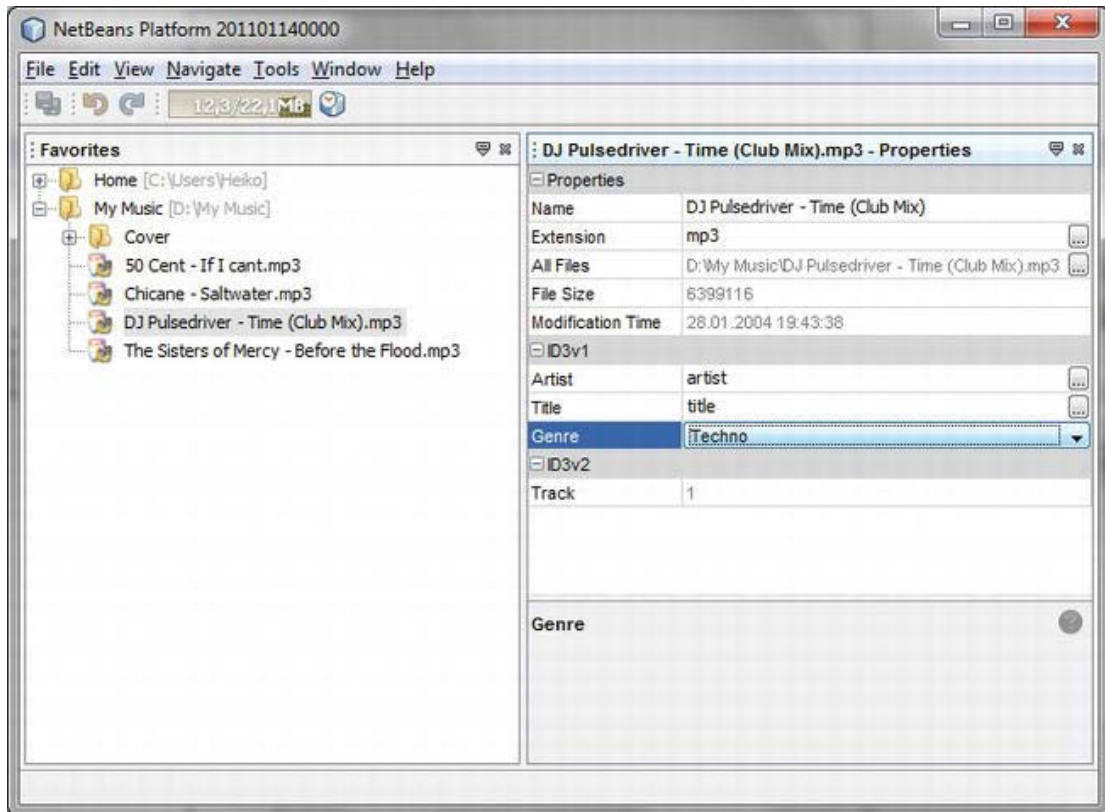 NetBeans Platform 201101140000
File Edit View Navigate Tools Window Help
12,3/22,1MB
Favorites
Home [C:\Users\Heiko]
My Music [D:\My Music]
Cover
50 Cent - If I cant.mp3
Chicane - Saltwater.mp3
DJ Pulsedriver - Time (Club Mix).mp3
The Sisters of Mercy - Before the Flood.mp3
DJ Pulsedriver - Time (Club Mix).mp3 - Properties
Properties
Name DJ Pulsedriver - Time (Club Mix)
Extension mp3 ...
All Files D:\My Music\DJ Pulsedriver - Time (Club Mix).mp3 ...
File Size 6399116
Modification Time 28.01.2004 19:43:38
ID3v1
Artist artist ...
Title title ...
Genre Techno
ID3v2
Track 1
Genre
?